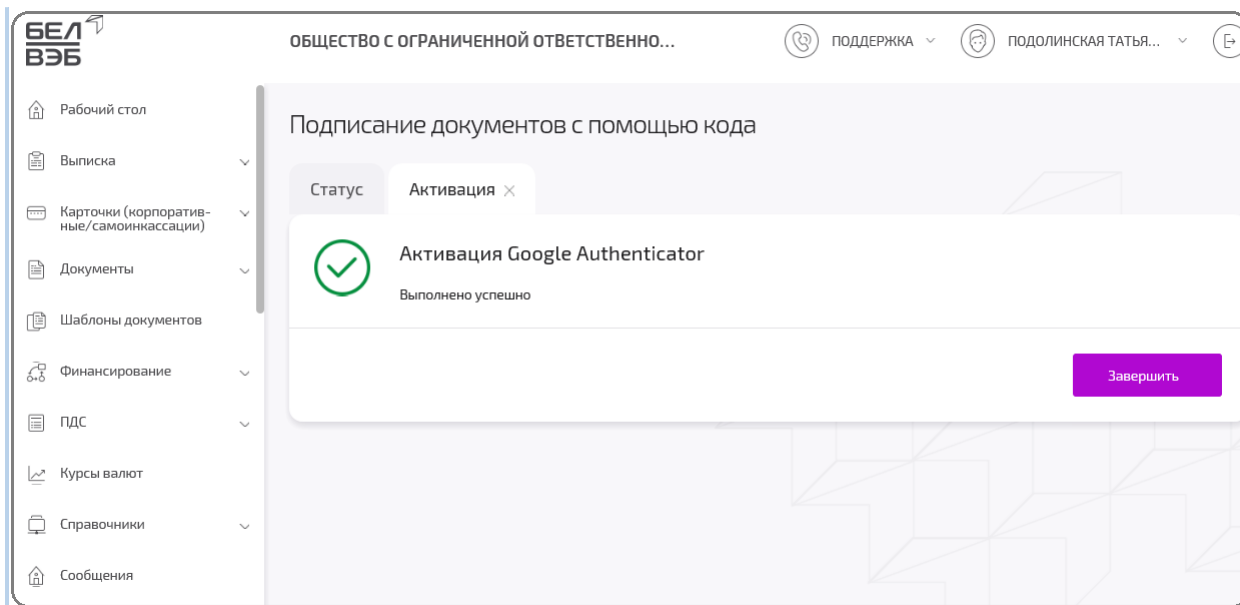 БЕЛ
ВЭБ
ОБЩЕСТВО С ОГРАНИЧЕННОЙ ОТВЕТСТВЕННО...
ПОДДЕРЖКА
ПОДОЛИНСКАЯ ТАТЬЯ...
Рабочий стол
Выписка
Карточки (корпоратив-
ные/самоинкассации)
Документы
Шаблоны документов
Финансирование
ПДС
Курсы валют
Справочники
Сообщения
Подписание документов с помощью кода
Статус
Активация
Активация Google Authenticator
Выполнено успешно
Завершить